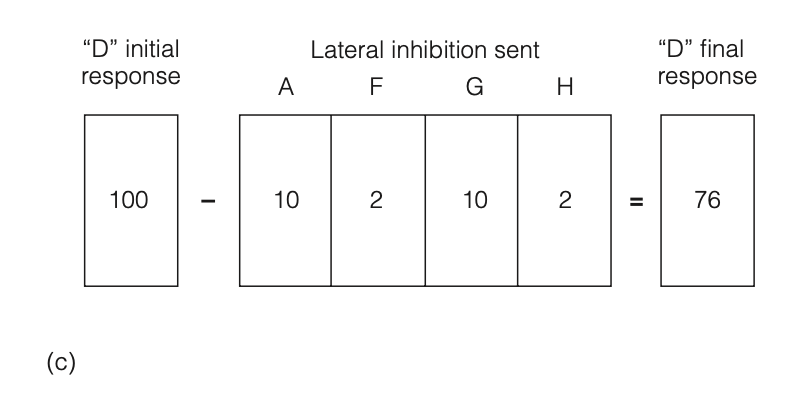 “D” initial response
Lateral inhibition sent
“D” final response
A F G H
100 – 10 2 10 2 = 76
(c)